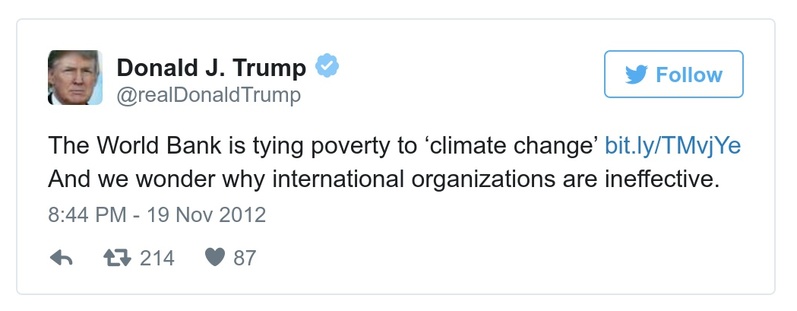 Donald J. Trump
@realDonaldTrump
Follow
The World Bank is tying poverty to ‘climate change’ bit.ly/TMvjYe
And we wonder why international organizations are ineffective.
8:44 PM - 19 Nov 2012
214 87